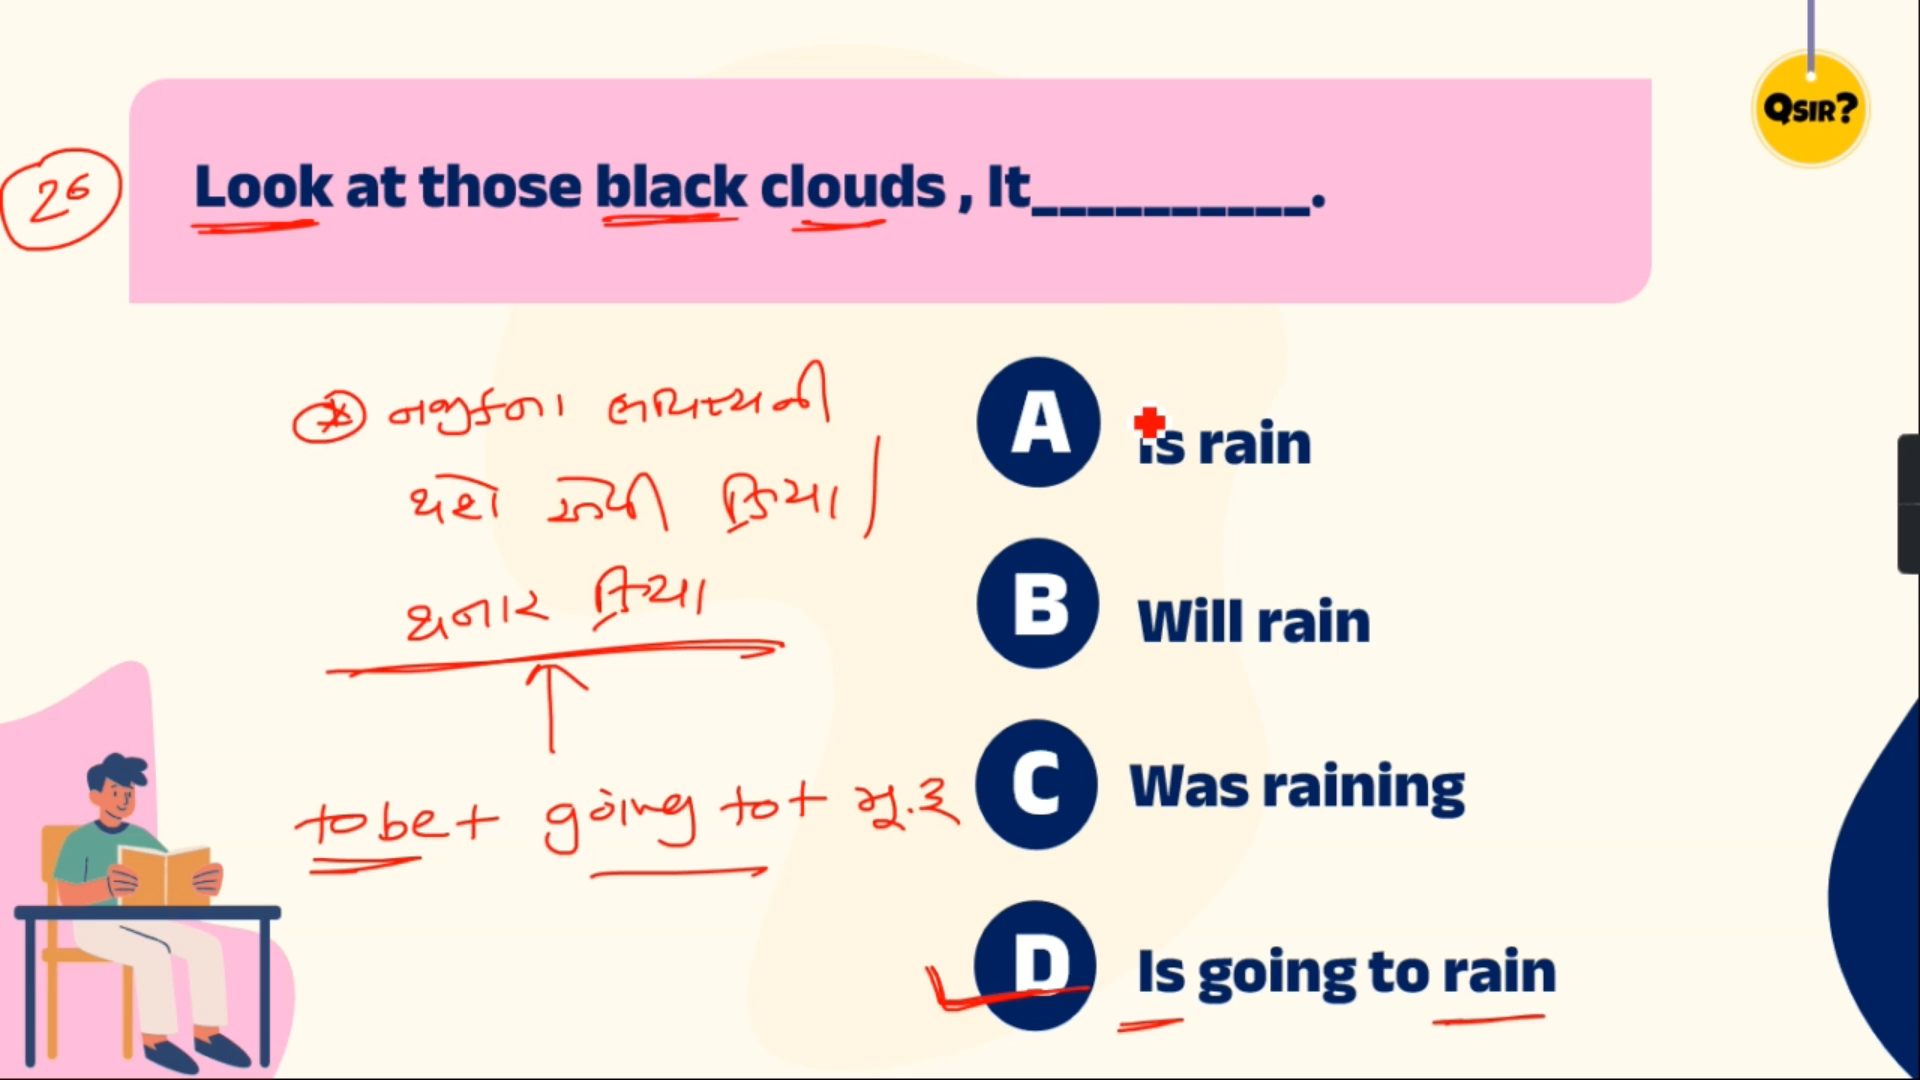 QSIR?
26
Look at those black clouds , It__________.
નજીકના ભવિષ્યની
થશે એવી ક્રિયા /
થનાર ક્રિયા
to be + going to + મૂ.રૂ
A is rain
B Will rain
C Was raining
D Is going to rain